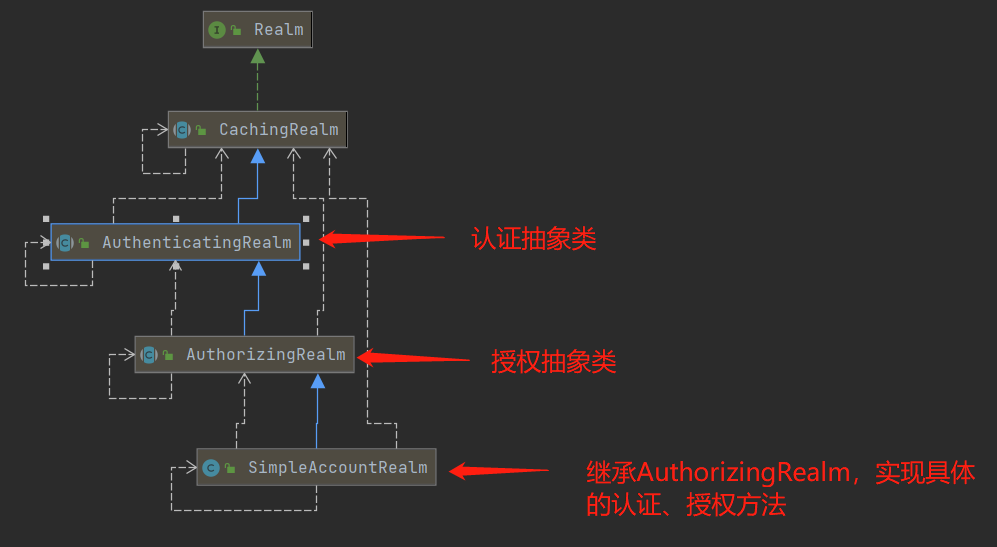 I Realm
C CachingRealm
C AuthenticatingRealm
认证抽象类
C AuthorizingRealm
授权抽象类
C SimpleAccountRealm
继承AuthorizingRealm，实现具体
的认证、授权方法